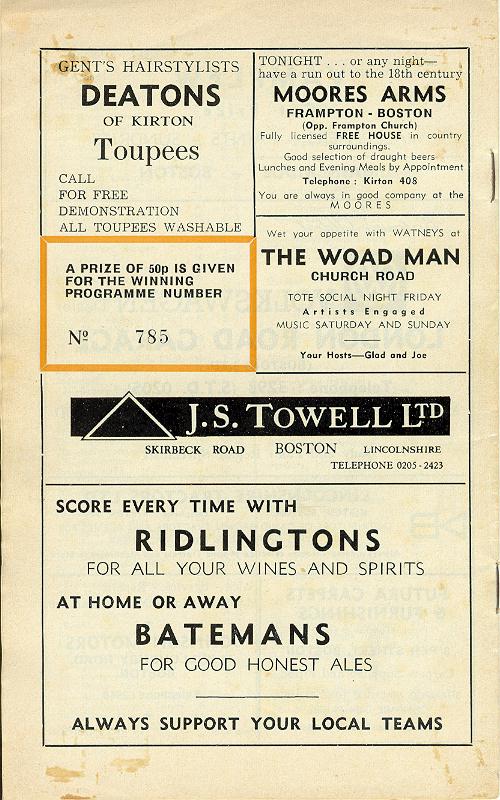 GENT'S HAIRSTYLISTS
DEATONS
OF KIRTON
Toupees
CALL
FOR FREE
DEMONSTRATION
ALL TOUPEES WASHABLE
TONIGHT . . . or any night—
have a run out to the 18th century
MOORES ARMS
FRAMPTON - BOSTON
(Opp. Frampton Church)
Fully licensed FREE HOUSE in country
surroundings.
Good selection of draught beers
Lunches and Evening Meals by Appointment
Telephone : Kirton 408
You are always in good company at the
MOORES
A PRIZE OF 50p IS GIVEN
FOR THE WINNING
PROGRAMME NUMBER
Nº 785
Wet your appetite with WATNEYS at
THE WOAD MAN
CHURCH ROAD
TOTE SOCIAL NIGHT FRIDAY
Artists Engaged
MUSIC SATURDAY AND SUNDAY
Your Hosts—Glad and Joe
J.S. TOWELL LTD
SKIRBECK ROAD BOSTON LINCOLNSHIRE
TELEPHONE 0205-2423
SCORE EVERY TIME WITH
RIDLINGTONS
FOR ALL YOUR WINES AND SPIRITS
AT HOME OR AWAY
BATEMANS
FOR GOOD HONEST ALES
ALWAYS SUPPORT YOUR LOCAL TEAMS